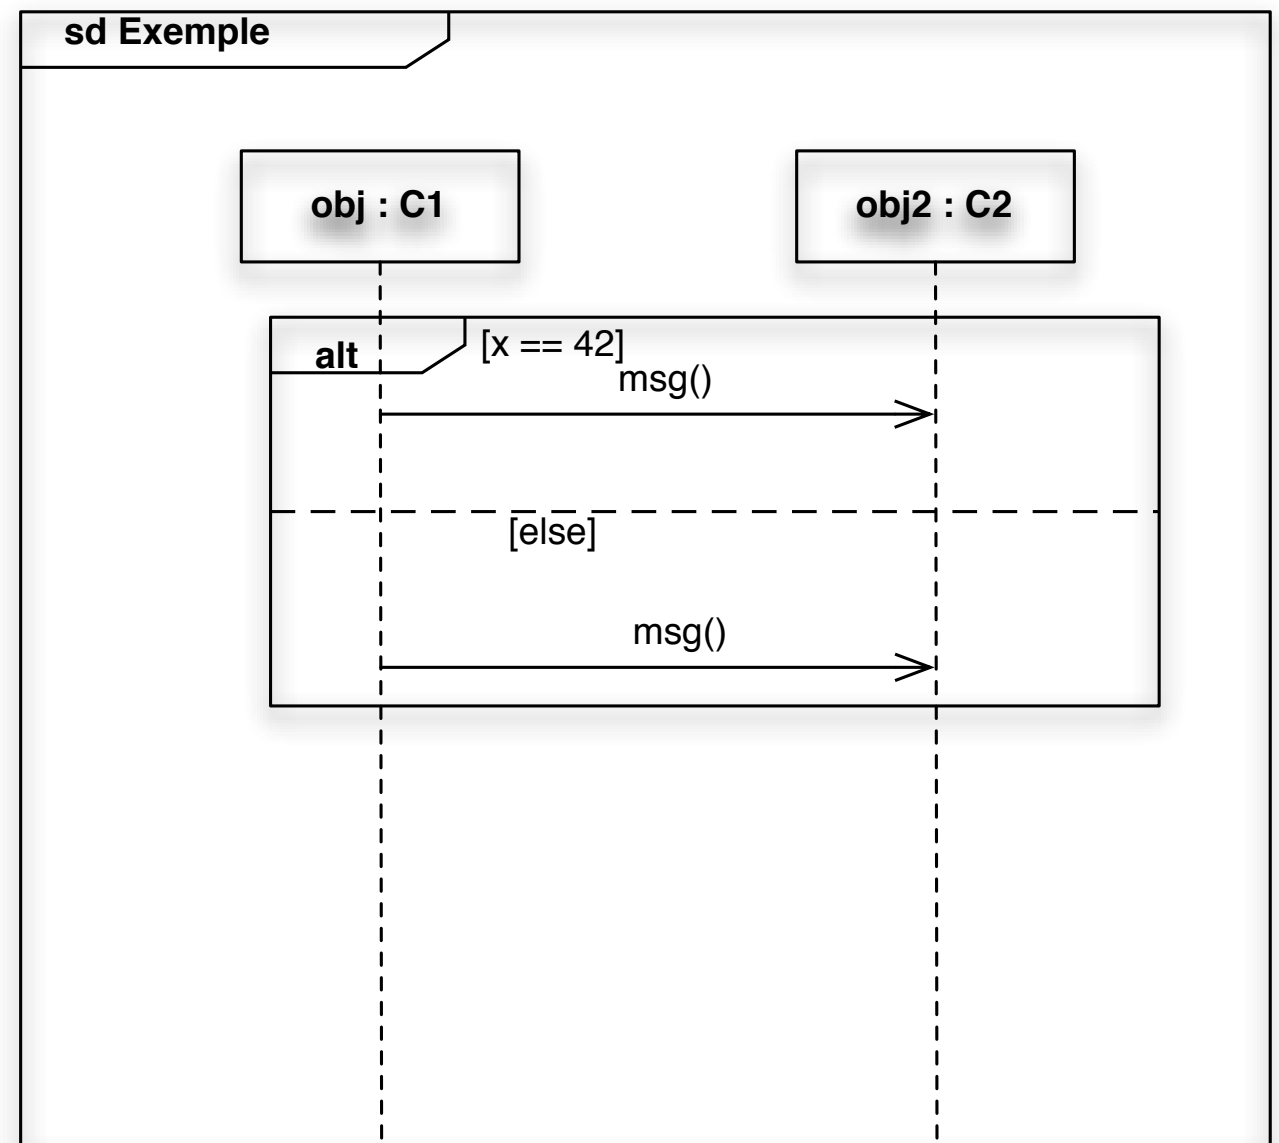 sd Exemple
obj : C1
obj2 : C2
alt
[x == 42]
msg()
[else]
msg()